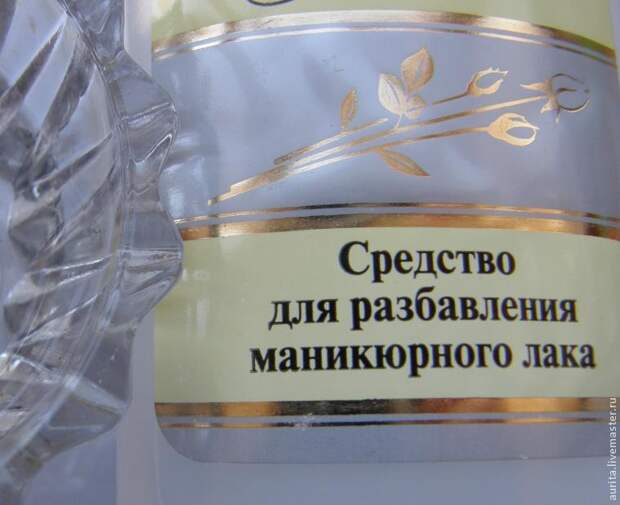 Средство
для разбавления
маникюрного лака
aurita.livemaster.ru